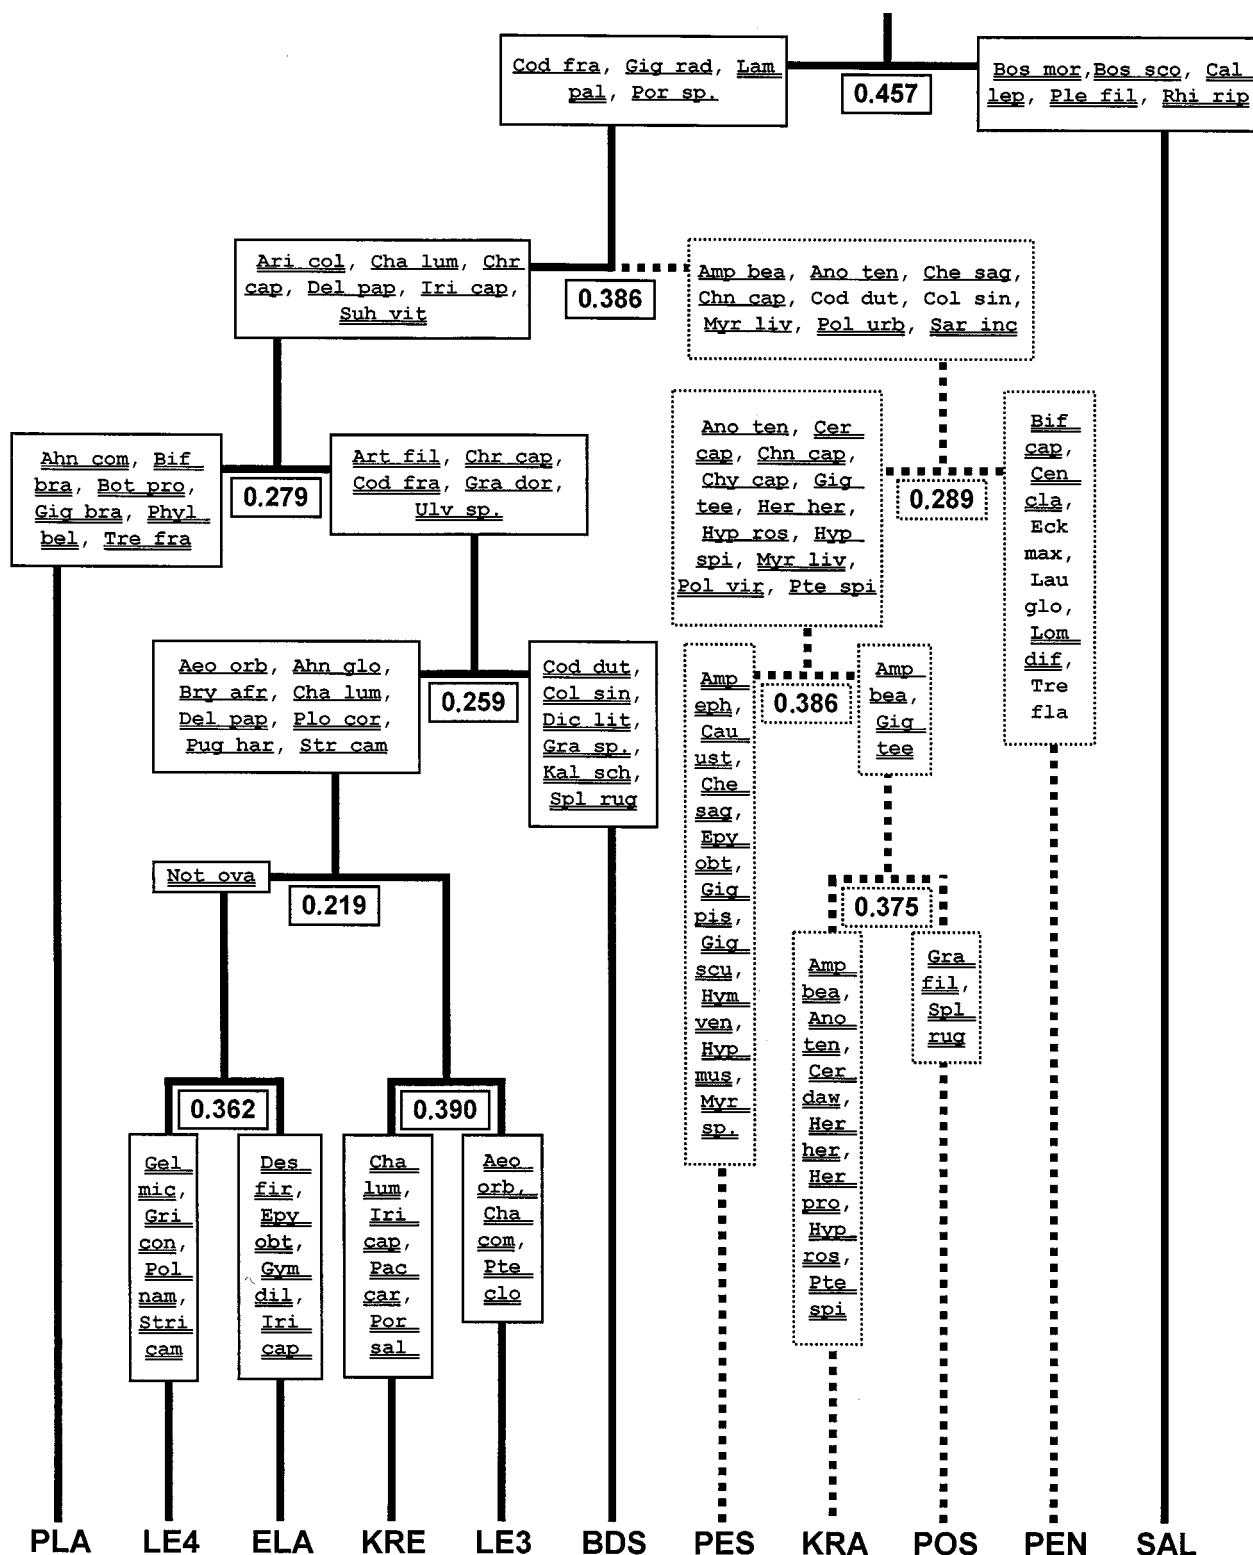 Cod fra, Gig rad, Lam
pal, Por sp.
0.457
Bos mor,Bos sco, Cal
lep, Ple fil, Rhi rip
Ari col, Cha lum, Chr
cap, Del pap, Iri cap,
Suh vit
0.386
Amp bea, Ano ten, Che sag,
Chn cap, Cod dut, Col sin,
Myr liv, Pol urb, Sar inc
Ahn com, Bif
bra, Bot pro,
Gig bra, Phyl
bel, Tre fra
0.279
Art fil, Chr cap,
Cod fra, Gra dor,
Ulv sp.
Ano ten, Cer
cap, Chn cap,
Chy cap, Gig
tee, Her her,
Hyp ros, Hyp
spi, Myr liv,
Pol vir, Pte spi
0.289
Bif
cap,
Cen
cla,
Eck
max,
Lau
glo,
Lom
dif,
Tre
fla
Aeo orb, Ahn glo,
Bry afr, Cha lum,
Del pap, Plo cor,
Pug har, Str cam
0.259
Cod dut,
Col sin,
Dic lit,
Gra sp.,
Kal sch,
Spl rug
Amp
eph,
Cau
ust,
Che
sag,
Epy
obt,
Gig
pis,
Gig
scu,
Hym
ven,
Hyp
mus,
Myr
sp.
0.386
Amp
bea,
Gig
tee
Not ova
0.219
0.375
Amp
bea,
Ano
ten,
Cer
daw,
Her
her,
Her
pro,
Hyp
ros,
Pte
spi
Gra
fil,
Spl
rug
0.362
0.390
Gel
mic,
Gri
con,
Pol
nam,
Stri
cam
Des
fir,
Epy
obt,
Gym
dil,
Iri
cap
Cha
lum,
Iri
cap,
Pac
car,
Por
sal
Aeo
orb,
Cha
com,
Pte
clo
PLA LE4 ELA KRE LE3 BDS PES KRA POS PEN SAL